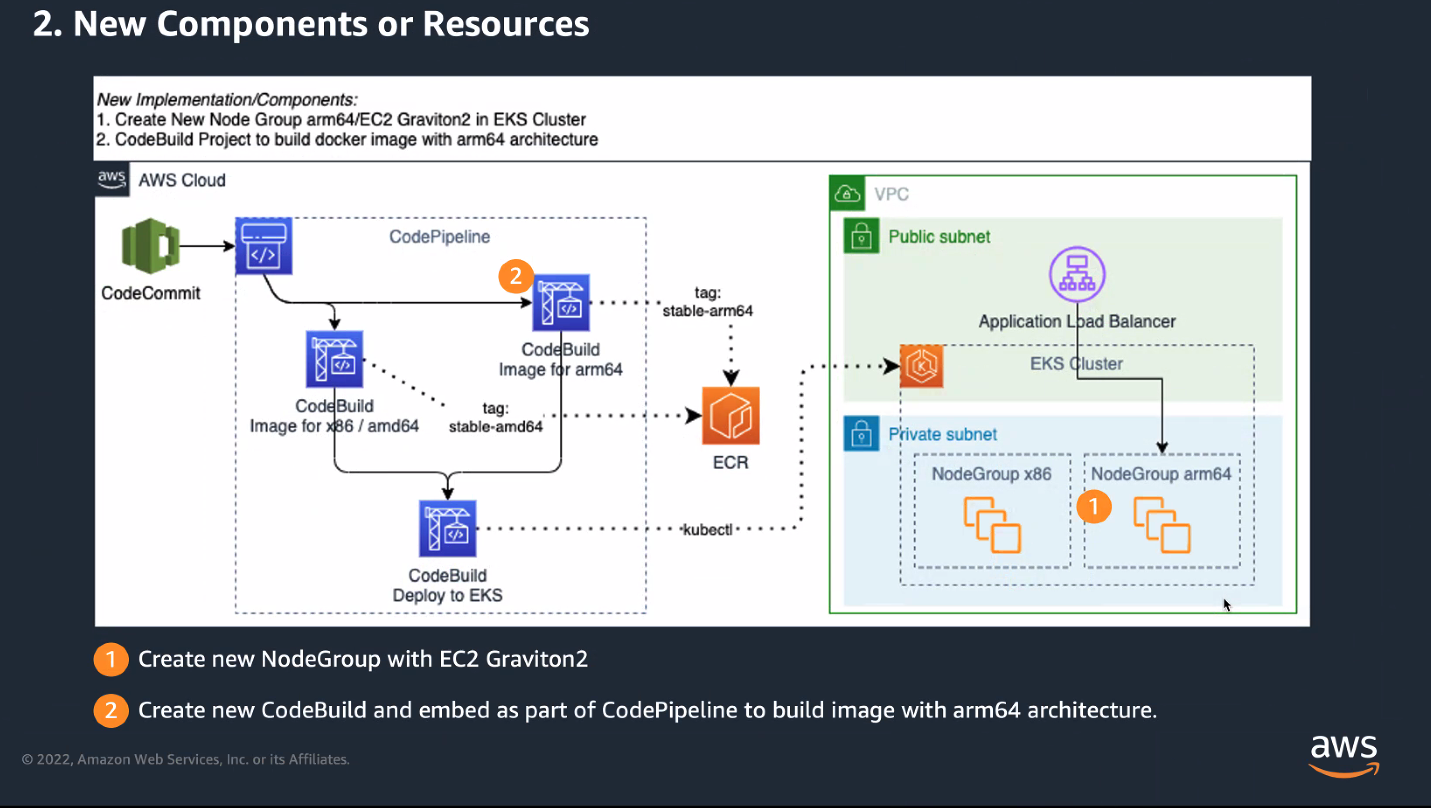 2. New Components or Resources
New Implementation/Components:
1. Create New Node Group arm64/EC2 Graviton2 in EKS Cluster
2. CodeBuild Project to build docker image with arm64 architecture
aws
AWS Cloud
VPC
CodeCommit
CodePipeline
2
CodeBuild
Image for arm64
tag:
stable-arm64
CodeBuild
Image for x86 / amd64
tag:
stable-amd64
ECR
CodeBuild
Deploy to EKS
kubectl
Public subnet
Application Load Balancer
EKS Cluster
Private subnet
NodeGroup x86
NodeGroup arm64
1
1 Create new NodeGroup with EC2 Graviton2
2 Create new CodeBuild and embed as part of CodePipeline to build image with arm64 architecture.
© 2022, Amazon Web Services, Inc. or its Affiliates.
aws